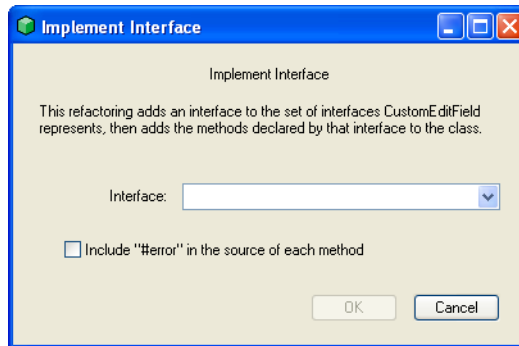 Implement Interface
Implement Interface
This refactoring adds an interface to the set of interfaces CustomEditField
represents, then adds the methods declared by that interface to the class.
Interface:
Include "#error" in the source of each method
OK Cancel